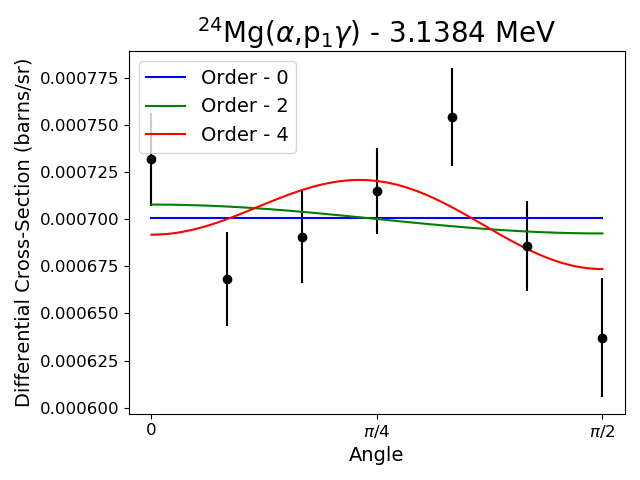 ²⁴Mg(α,p₁γ) - 3.1384 MeV
Order - 0
Order - 2
Order - 4
Differential Cross-Section (barns/sr)
0.000775
0.000750
0.000725
0.000700
0.000675
0.000650
0.000625
0.000600
0
π/4
π/2
Angle